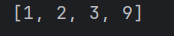 [1, 2, 3, 9]